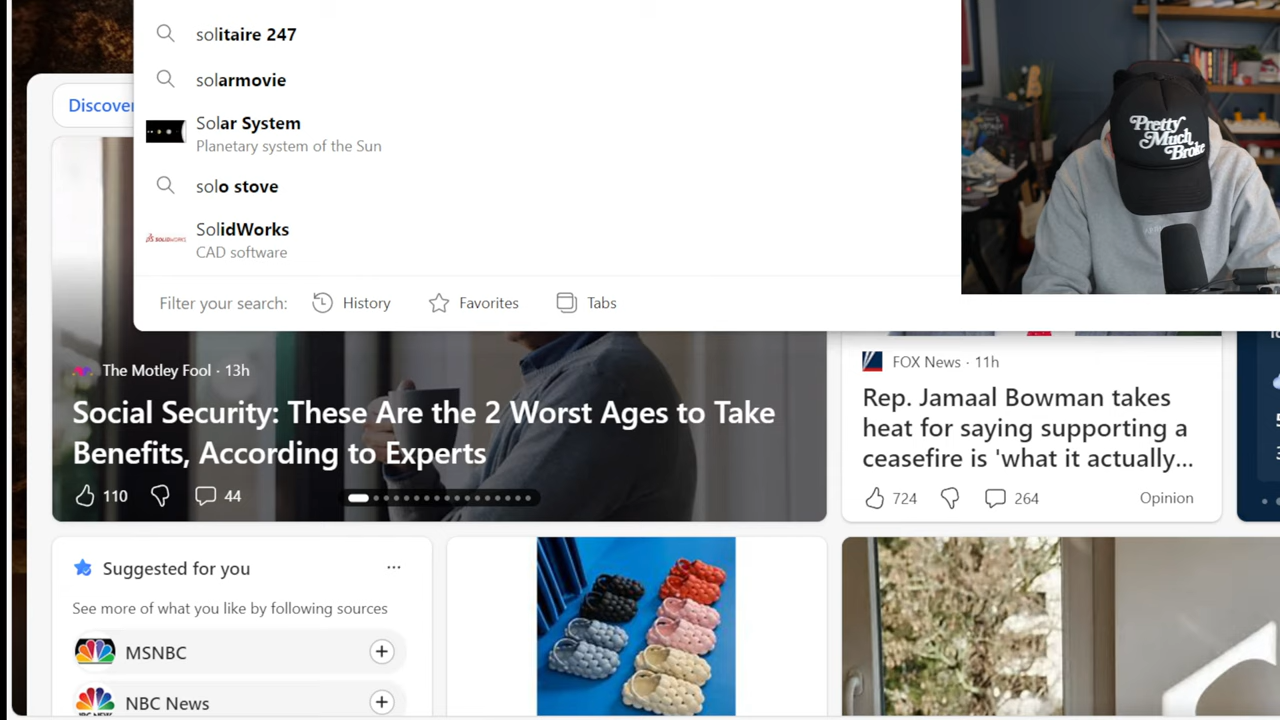 solitaire 247
solarmovie
Solar System
Planetary system of the Sun
solo stove
SOLIDWORKS
SolidWorks
CAD software
Filter your search: History Favorites Tabs
Discover
Pretty
Much
Broke
The Motley Fool · 13h
Social Security: These Are the 2 Worst Ages to Take
Benefits, According to Experts
110 44
FOX News · 11h
Rep. Jamaal Bowman takes
heat for saying supporting a
ceasefire is 'what it actually...
724 264 Opinion
Suggested for you
See more of what you like by following sources
MSNBC
NBC News